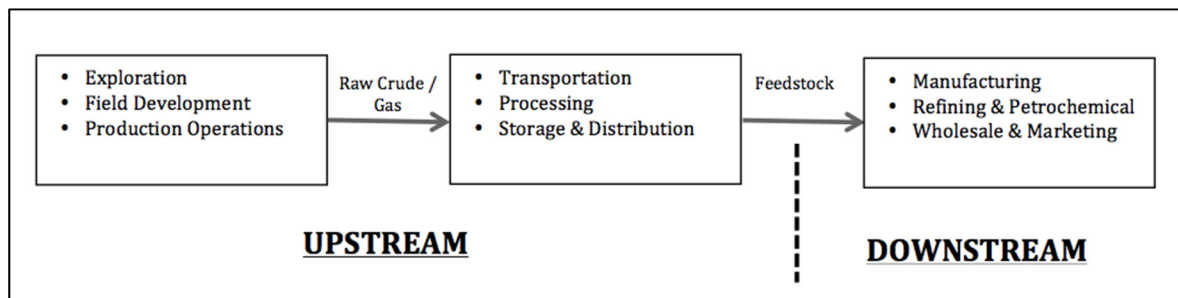 • Exploration
• Field Development
• Production Operations
Raw Crude /
Gas
• Transportation
• Processing
• Storage & Distribution
Feedstock
• Manufacturing
• Refining & Petrochemical
• Wholesale & Marketing
UPSTREAM
DOWNSTREAM